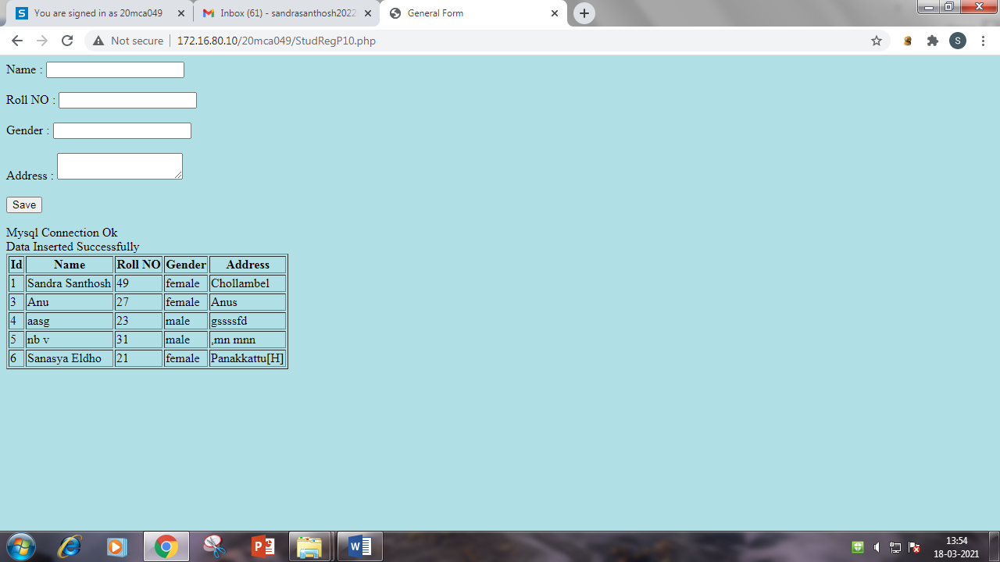 You are signed in as 20mca049
Inbox (61) - sandrasanthosh2022
General Form
Not secure
172.16.80.10/20mca049/StudRegP10.php
S
Name :
Roll NO :
Gender :
Address :
Save
Mysql Connection Ok
Data Inserted Successfully
Id Name Roll NO Gender Address
1 Sandra Santhosh 49 female Chollambel
3 Anu 27 female Anus
4 aasg 23 male gssssfd
5 nb v 31 male ,mn mnn
6 Sanasya Eldho 21 female Panakkattu[H]
13:54
18-03-2021